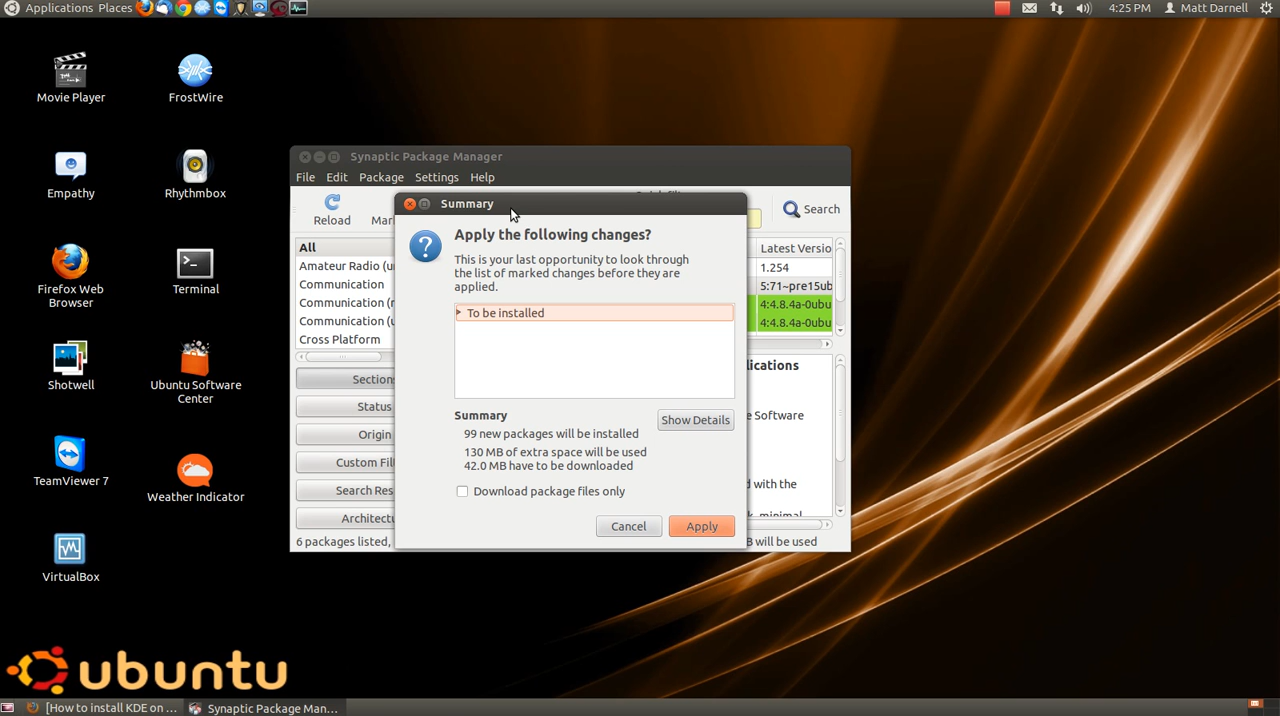 Applications Places
4:25 PM
Matt Darnell
Movie Player
FrostWire
Empathy
Rhythmbox
Firefox Web
Browser
Terminal
Shotwell
Ubuntu Software
Center
TeamViewer 7
Weather Indicator
VirtualBox
ubuntu
Synaptic Package Manager
File Edit Package Settings Help
Reload
Search
All
Amateur Radio (u
Communication
Communication (
Communication (u
Cross Platform
Section
Status
Origin
Custom Fil
Search Res
Architectu
6 packages listed,
Latest Versio
1.254
5:71~pre15ub
4:4.8.4a-0ubu
4:4.8.4a-0ubu
lications
e Software
d with the
B will be used
Summary
Apply the following changes?
This is your last opportunity to look through
the list of marked changes before they are
applied.
To be installed
Summary
Show Details
99 new packages will be installed
130 MB of extra space will be used
42.0 MB have to be downloaded
Download package files only
Cancel
Apply
[How to install KDE on ...
Synaptic Package Man...